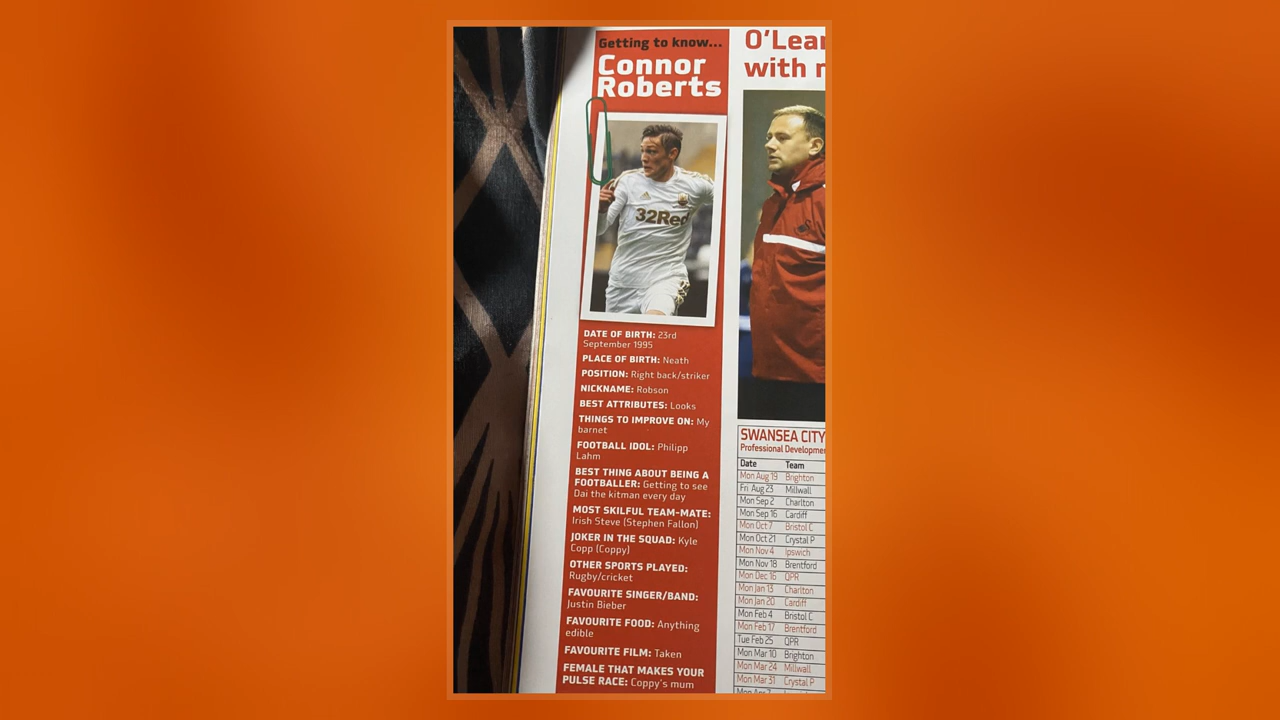 Getting to know...
Connor
Roberts
32Red
DATE OF BIRTH: 23rd
September 1995
PLACE OF BIRTH: Neath
POSITION: Right back/striker
NICKNAME: Robson
BEST ATTRIBUTES: Looks
THINGS TO IMPROVE ON: My
barnet
FOOTBALL IDOL: Philipp
Lahm
BEST THING ABOUT BEING A
FOOTBALLER: Getting to see
Dai the kitman every day
MOST SKILFUL TEAM-MATE:
Irish Steve (Stephen Fallon)
JOKER IN THE SQUAD: Kyle
Copp (Coppy)
OTHER SPORTS PLAYED:
Rugby/cricket
FAVOURITE SINGER/BAND:
Justin Bieber
FAVOURITE FOOD: Anything
edible
FAVOURITE FILM: Taken
FEMALE THAT MAKES YOUR
PULSE RACE: Coppy's mum
O'Lear
with
SWANSEA CITY
Professional Developme
Date Team
Mon Aug 19 Brighton
Fri Aug 23 Millwall
Mon Sep 2 Charlton
Mon Sep 16 Cardiff
Mon Oct 7 Bristol C
Mon Oct 21 Crystal P
Mon Nov 4 Ipswich
Mon Nov 18 Brentford
Mon Dec 16 QPR
Mon Jan 13 Charlton
Mon Jan 20 Cardiff
Mon Feb 4 Bristol C
Mon Feb 17 Brentford
Tue Feb 25 QPR
Mon Mar 10 Brighton
Mon Mar 24 Millwall
Mon Mar 31 Crystal P